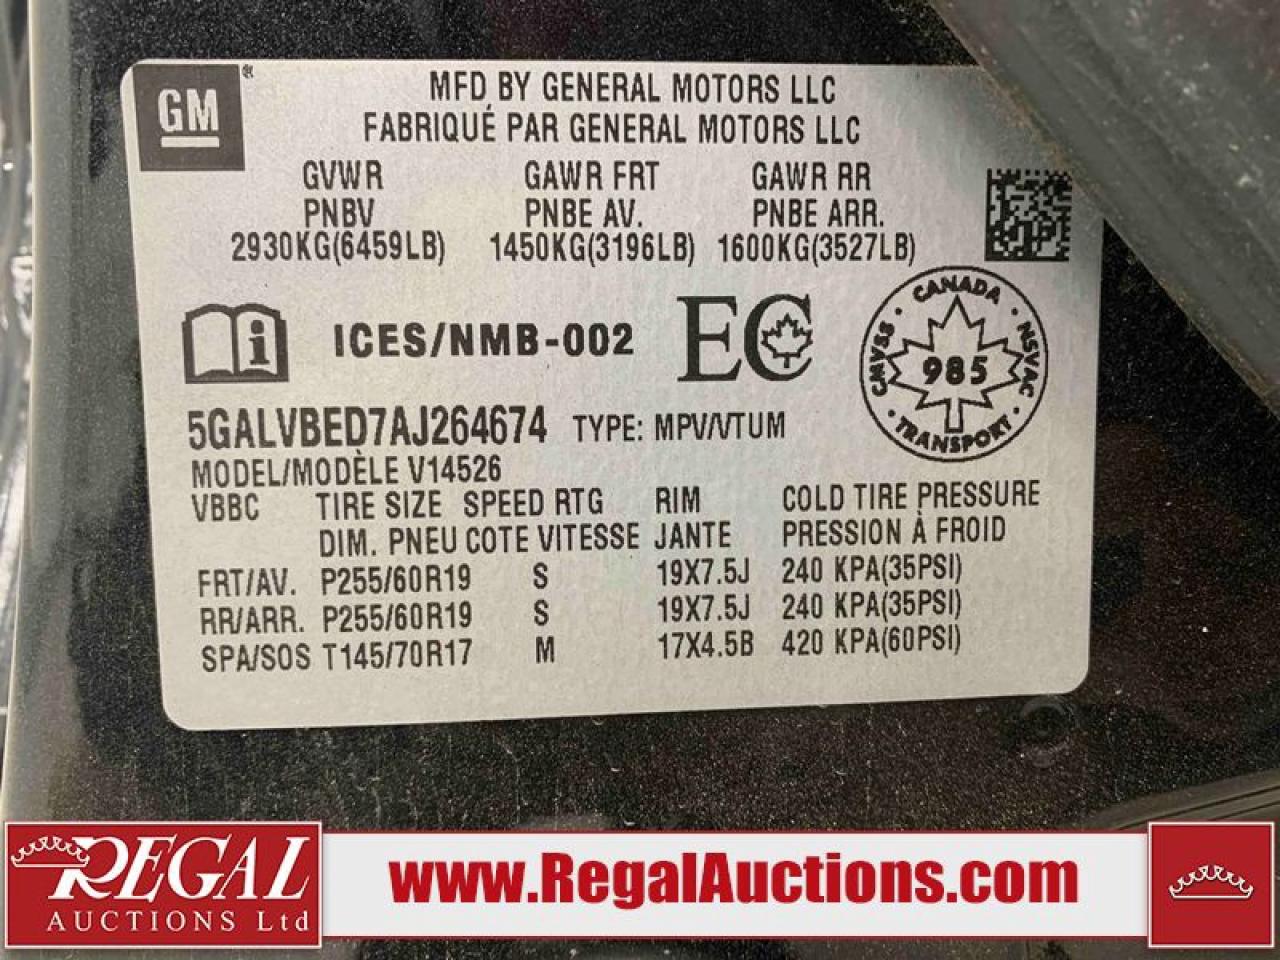 GM
MFD BY GENERAL MOTORS LLC
FABRIQUÉ PAR GENERAL MOTORS LLC
GVWR GAWR FRT GAWR RR
PNBV PNBE AV. PNBE ARR.
2930KG(6459LB) 1450KG(3196LB) 1600KG(3527LB)
i ICES/NMB-002 EC
CANADA
CMVSS 985 NSVAC
TRANSPORT
5GALVBED7AJ264674 TYPE: MPV/VTUM
MODEL/MODÈLE V14526
VBBC TIRE SIZE SPEED RTG RIM COLD TIRE PRESSURE
DIM. PNEU COTE VITESSE JANTE PRESSION À FROID
FRT/AV. P255/60R19 S 19X7.5J 240 KPA(35PSI)
RR/ARR. P255/60R19 S 19X7.5J 240 KPA(35PSI)
SPA/SOS T145/70R17 M 17X4.5B 420 KPA(60PSI)
REGAL
AUCTIONS Ltd
www.RegalAuctions.com